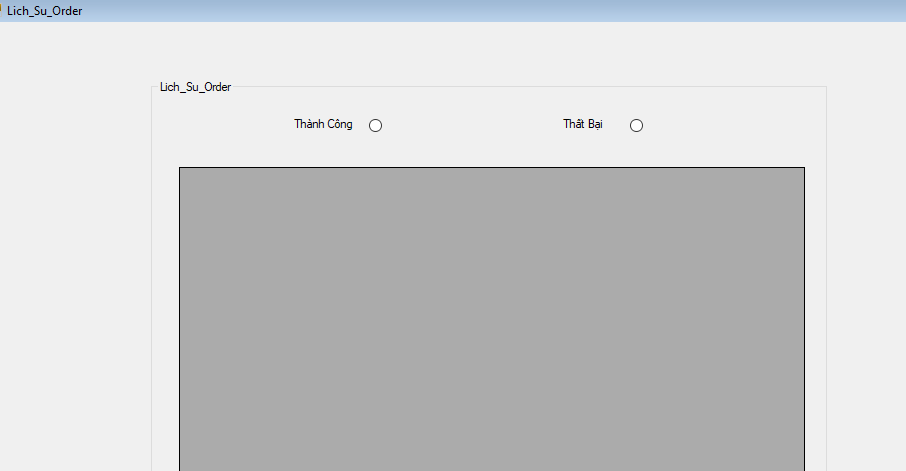 Lich_Su_Order
Lich_Su_Order
Thành Công
Thất Bại